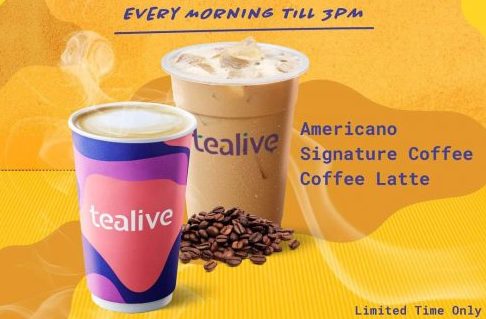 EVERY MORNING TILL 3PM
tealive
Americano
Signature Coffee
Coffee Latte
tealive
Limited Time Only